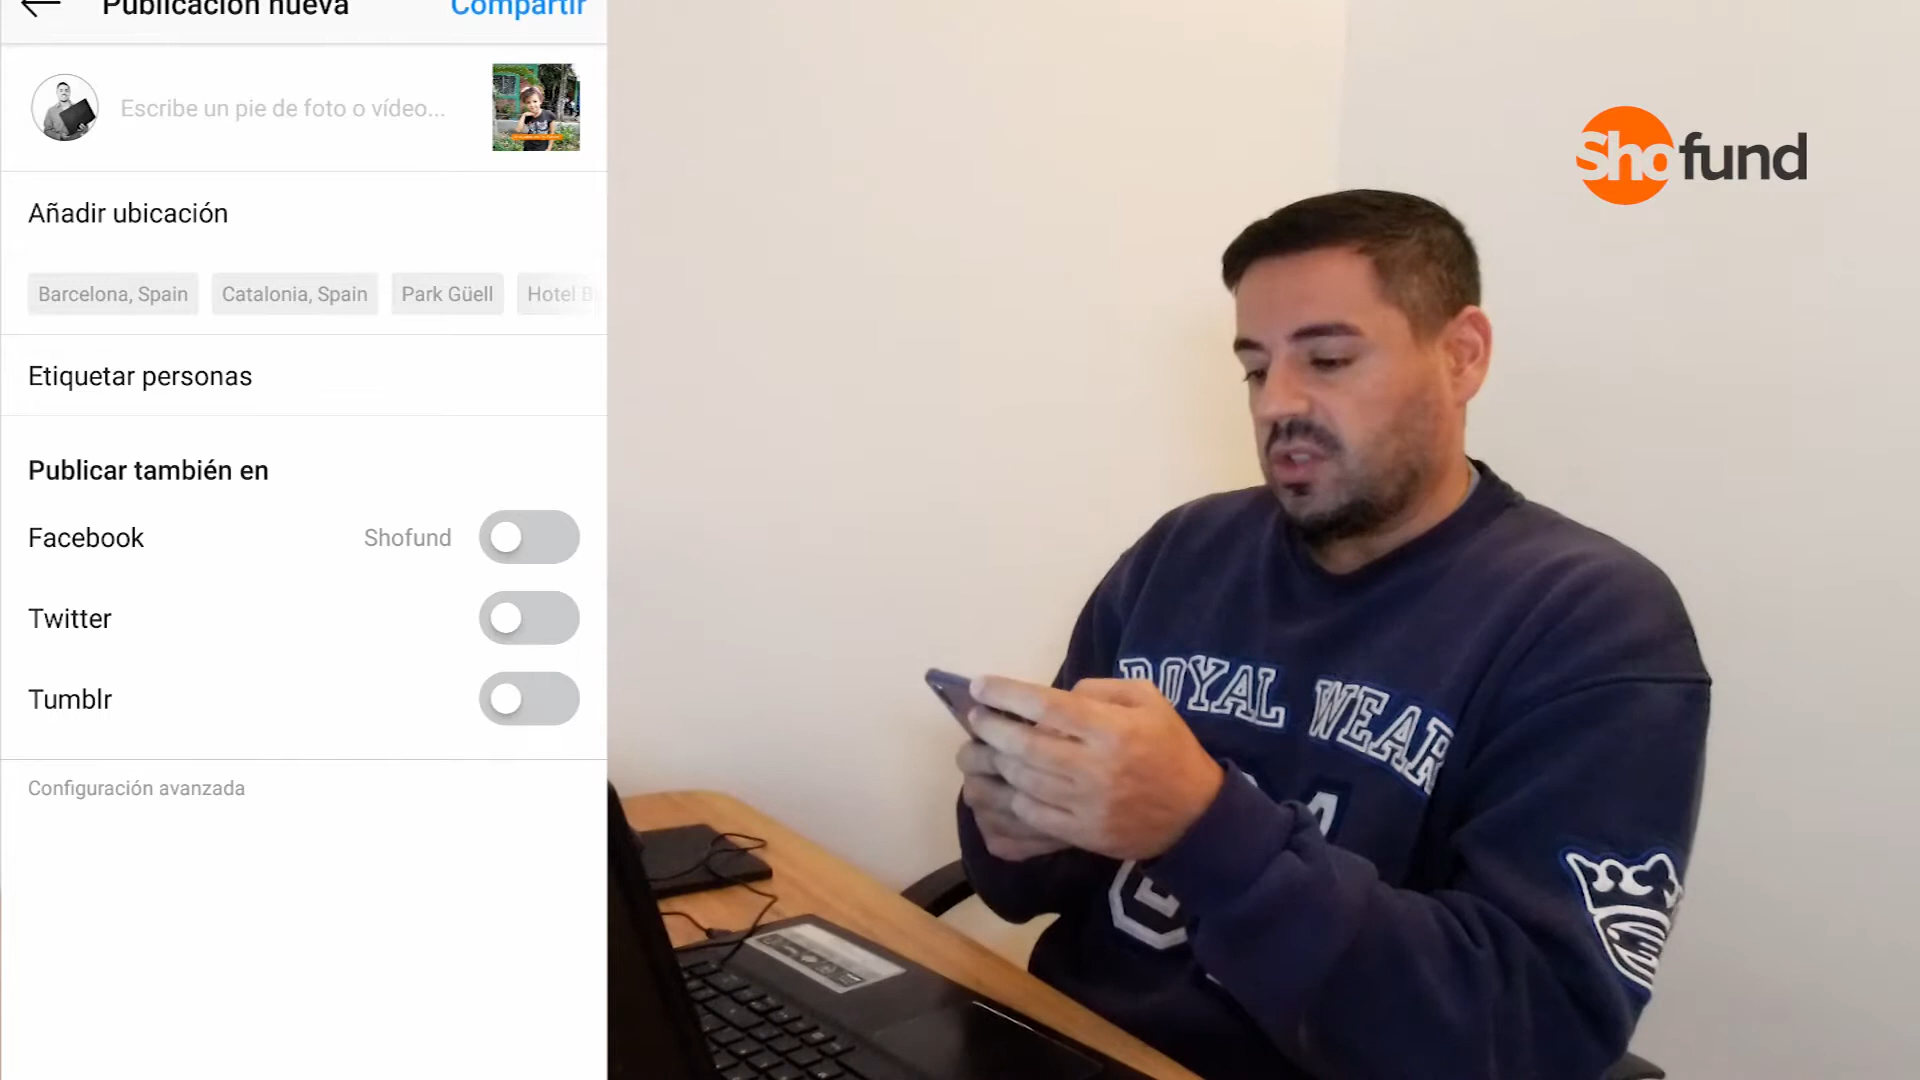 Publicación nueva
Compartir
Escribe un pie de foto o vídeo...
Añadir ubicación
Barcelona, Spain
Catalonia, Spain
Park Güell
Hotel B
Etiquetar personas
Publicar también en
Facebook
Shofund
Twitter
Tumblr
Configuración avanzada
Shofund
ROYAL WEAR